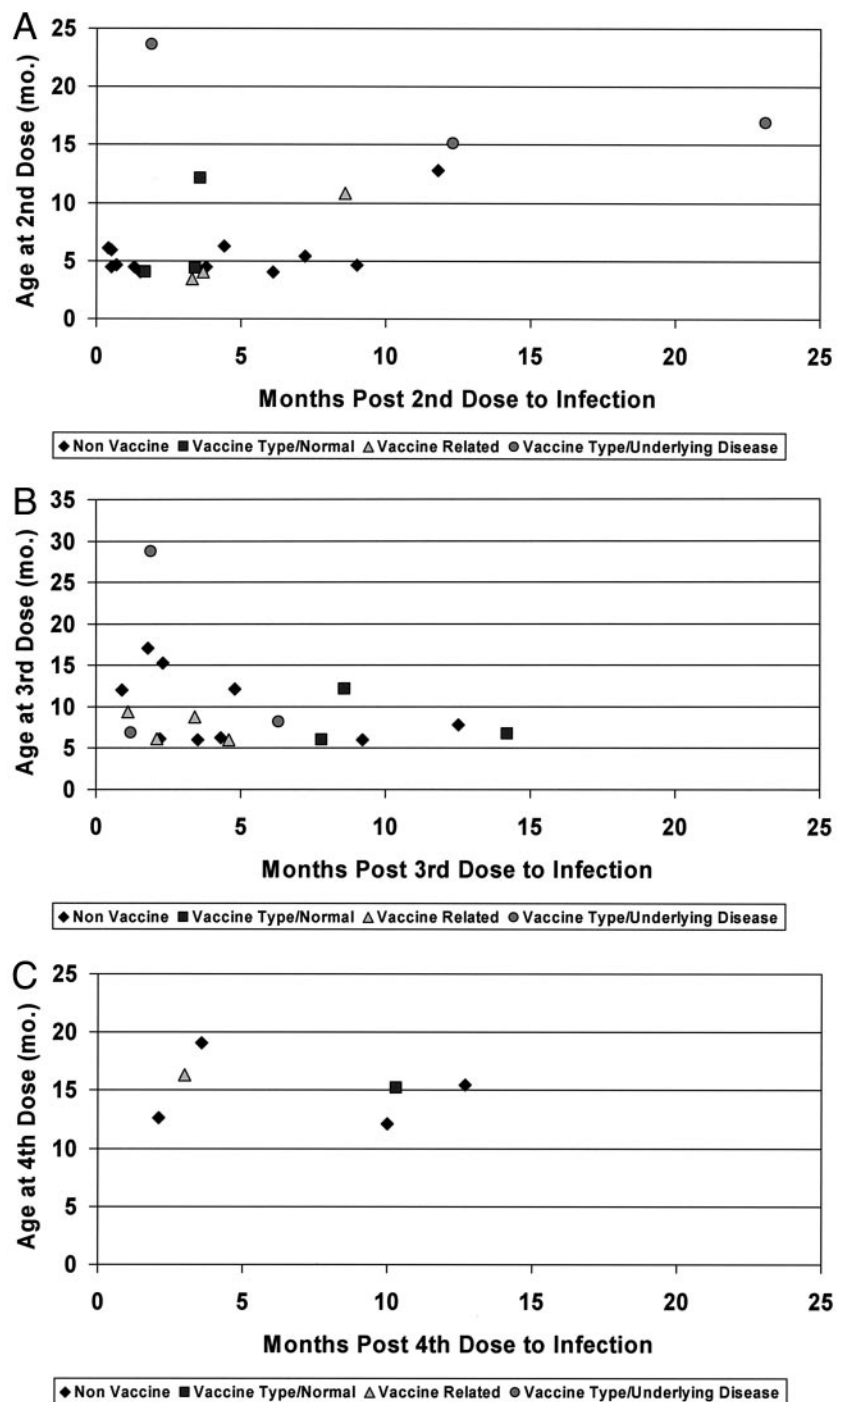 A
Age at 2nd Dose (mo.)
25
20
15
10
5
0
0 5 10 15 20 25
Months Post 2nd Dose to Infection
Non Vaccine Vaccine Type/Normal Vaccine Related Vaccine Type/Underlying Disease
B
Age at 3rd Dose (mo.)
35
30
25
20
15
10
5
0
0 5 10 15 20 25
Months Post 3rd Dose to Infection
Non Vaccine Vaccine Type/Normal Vaccine Related Vaccine Type/Underlying Disease
C
Age at 4th Dose (mo.)
25
20
15
10
5
0
0 5 10 15 20 25
Months Post 4th Dose to Infection
Non Vaccine Vaccine Type/Normal Vaccine Related Vaccine Type/Underlying Disease